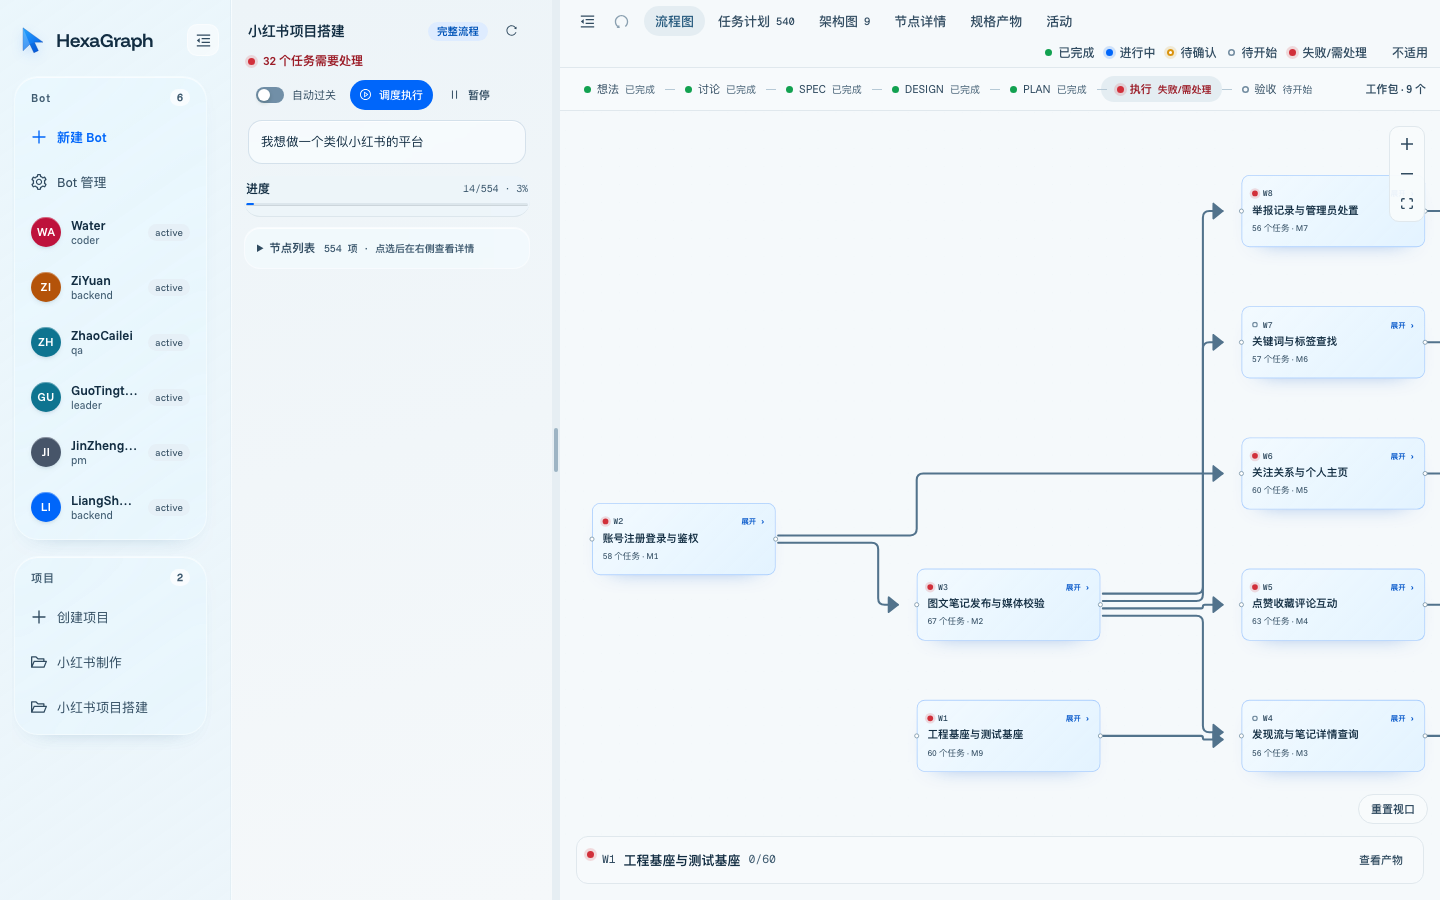 HexaGraph
Bot 6
新建 Bot
Bot 管理
WA Water coder active
ZI ZiYuan backend active
ZH ZhaoCailei qa active
GU GuoTingt... leader active
JI JinZheng... pm active
LI LiangSh... backend active
项目 2
创建项目
小红书制作
小红书项目搭建
小红书项目搭建 完整流程
32 个任务需要处理
自动过关 调度执行 暂停
我想做一个类似小红书的平台
进度 14/554 · 3%
节点列表 554 项 · 点选后在右侧查看详情
流程图 任务计划 540 架构图 9 节点详情 规格产物 活动
已完成 进行中 待确认 待开始 失败/需处理 不适用
想法 已完成 讨论 已完成 SPEC 已完成 DESIGN 已完成 PLAN 已完成 执行 失败/需处理 验收 待开始 工作包 · 9 个
W8
举报记录与管理员处置
56 个任务 · M7
W7 展开 ›
关键词与标签查找
57 个任务 · M6
W6 展开 ›
关注关系与个人主页
60 个任务 · M5
W2 展开 ›
账号注册登录与鉴权
58 个任务 · M1
W3 展开 ›
图文笔记发布与媒体校验
67 个任务 · M2
W5 展开 ›
点赞收藏评论互动
63 个任务 · M4
W1 展开 ›
工程基座与测试基座
60 个任务 · M9
W4 展开 ›
发现流与笔记详情查询
56 个任务 · M3
重置视口
W1 工程基座与测试基座 0/60 查看产物